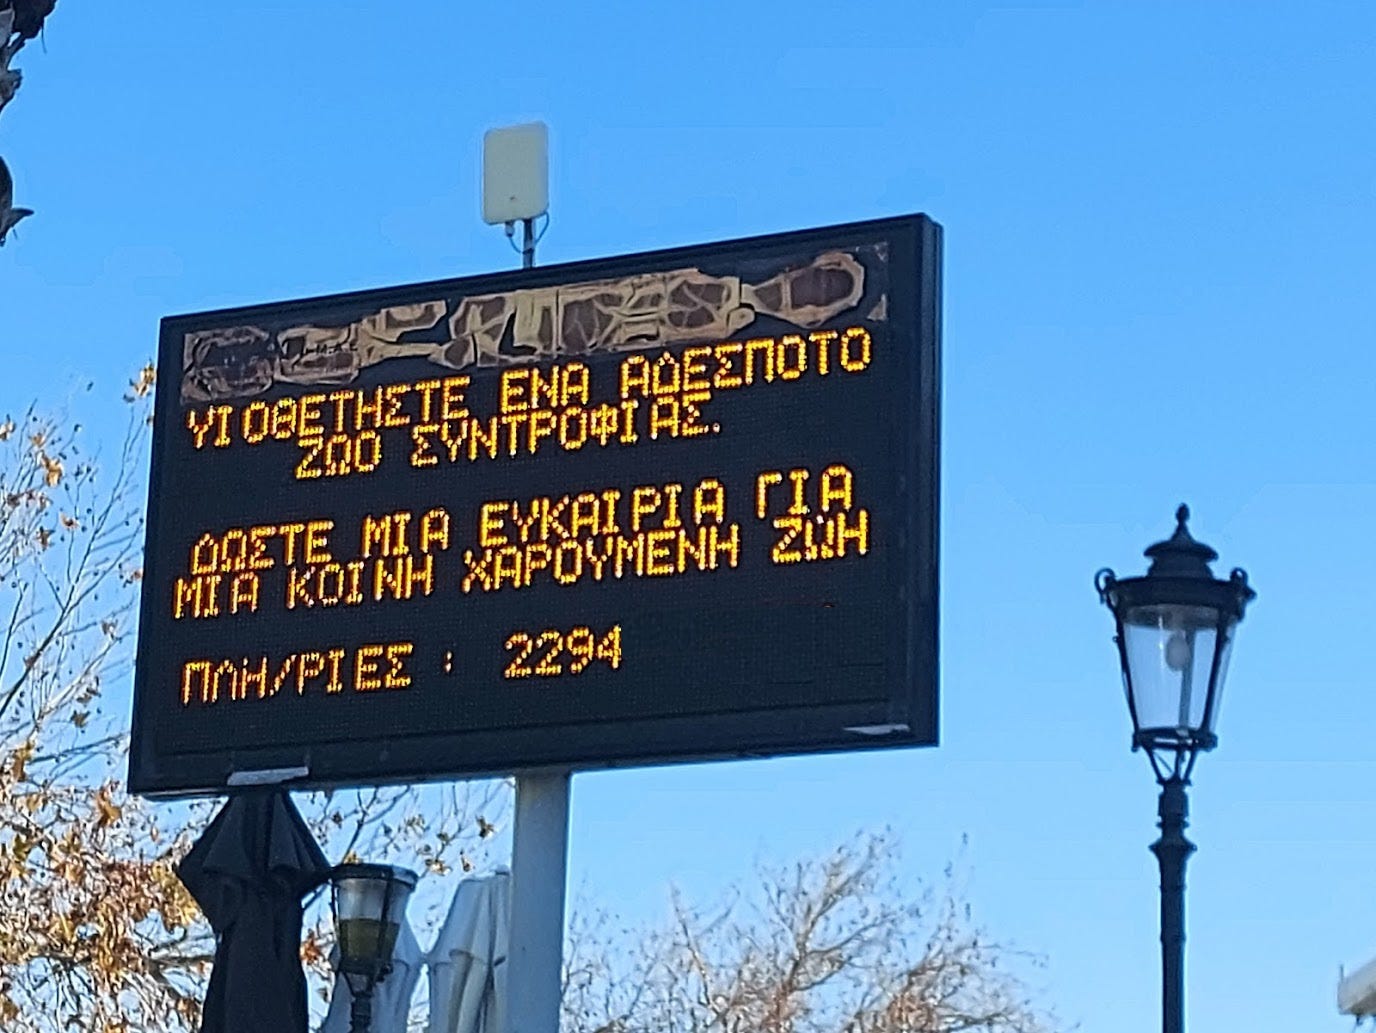 ΥΙΟΘΕΤΗΣΤΕ ΕΝΑ ΑΔΕΣΠΟΤΟ
ΖΩΟ ΣΥΝΤΡΟΦΙΑΣ.
ΔΩΣΤΕ ΜΙΑ ΕΥΚΑΙΡΙΑ ΓΙΑ
ΜΙΑ ΚΟΙΝΗ ΧΑΡΟΥΜΕΝΗ ΖΩΗ
ΠΛΗ/ΡΙΕΣ : 2294